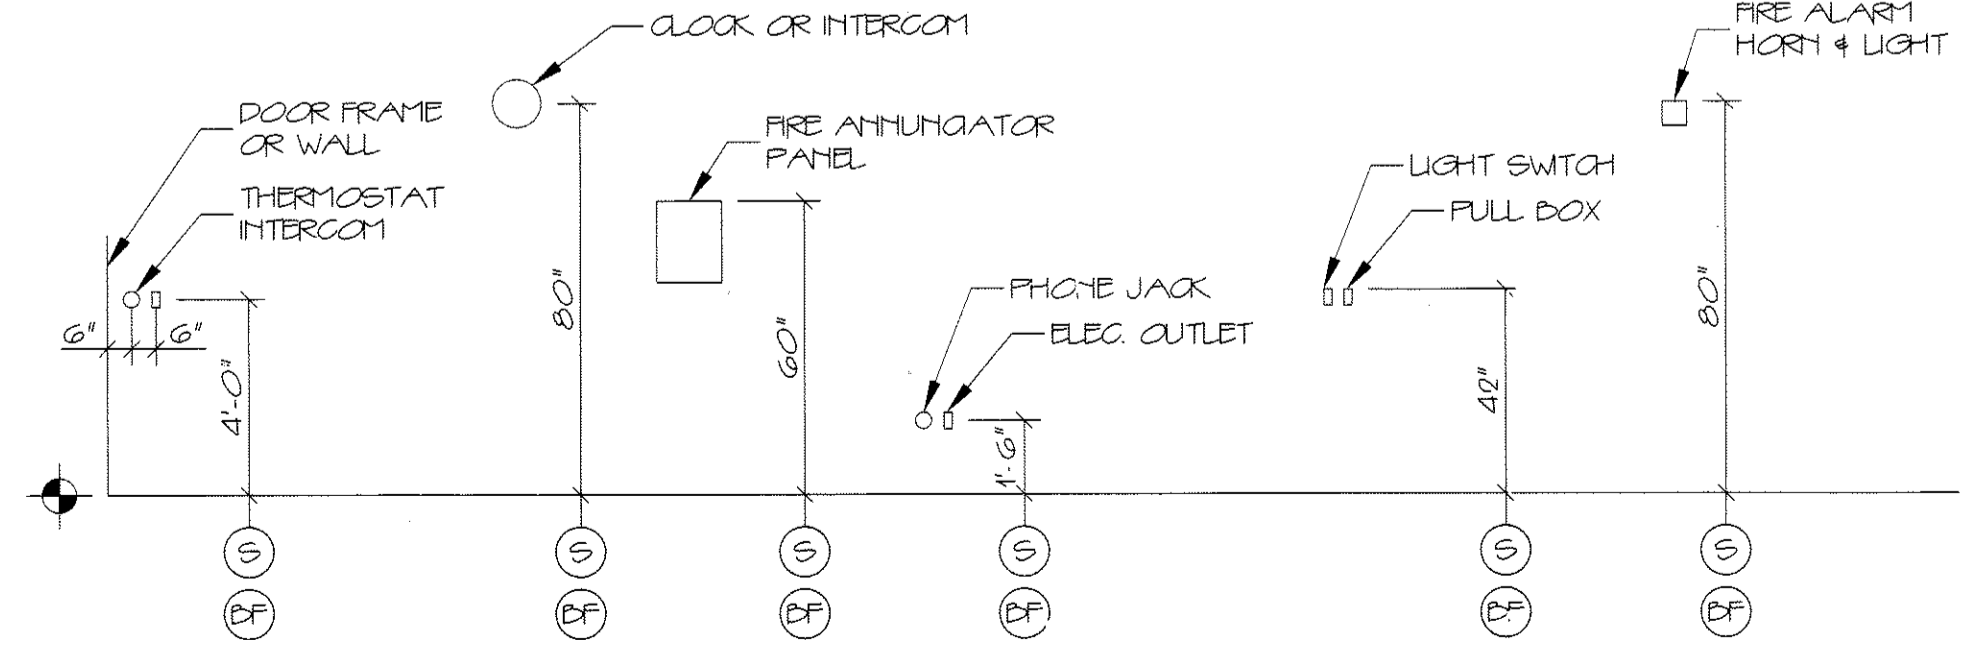 CLOCK OR INTERCOM
FIRE ALARM
HORN & LIGHT
DOOR FRAME
OR WALL
FIRE ANNUNCIATOR
PANEL
THERMOSTAT
INTERCOM
LIGHT SWITCH
PULL BOX
PHONE JACK
ELEC. OUTLET
6" 6"
4'-0"
80"
60"
1'-6"
42"
80"
S S S S S S
BF BF BF BF BF BF